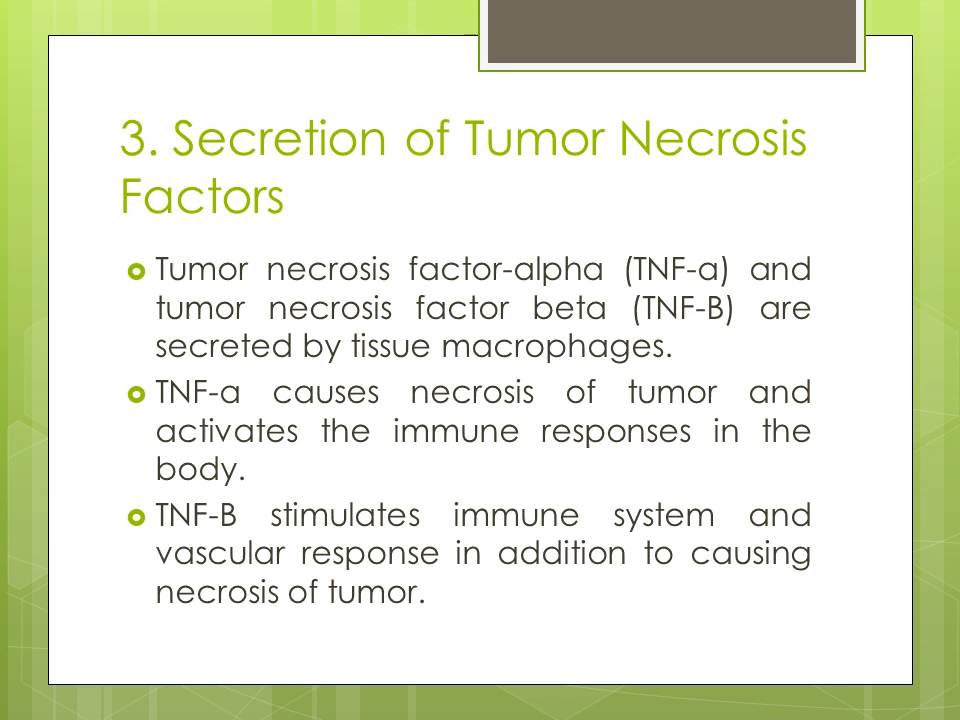 3. Secretion of Tumor Necrosis
Factors
Tumor necrosis factor-alpha (TNF-a) and
tumor necrosis factor beta (TNF-B) are
secreted by tissue macrophages.
TNF-a causes necrosis of tumor and
activates the immune responses in the
body.
TNF-B stimulates immune system and
vascular response in addition to causing
necrosis of tumor.